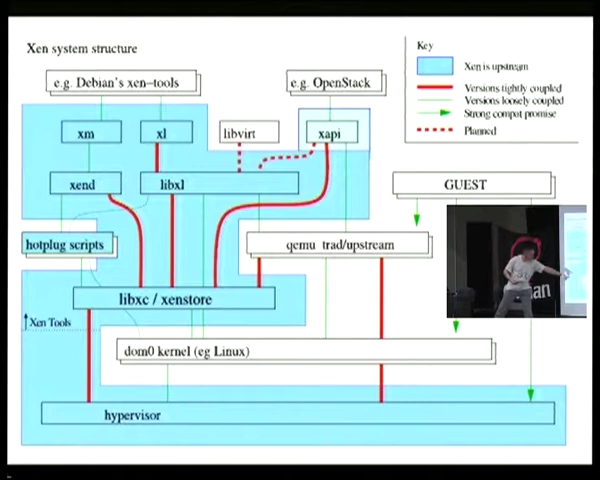 Xen system structure
Key
Xen is upstream
Versions tightly coupled
Versions loosely coupled
Strong compat promise
Planned
e.g. Debian's xen-tools
e.g. OpenStack
xm
xl
libvirt
xapi
xend
libxl
GUEST
hotplug scripts
qemu trad/upstream
libxc / xenstore
an
Xen Tools
dom0 kernel (eg Linux)
hypervisor